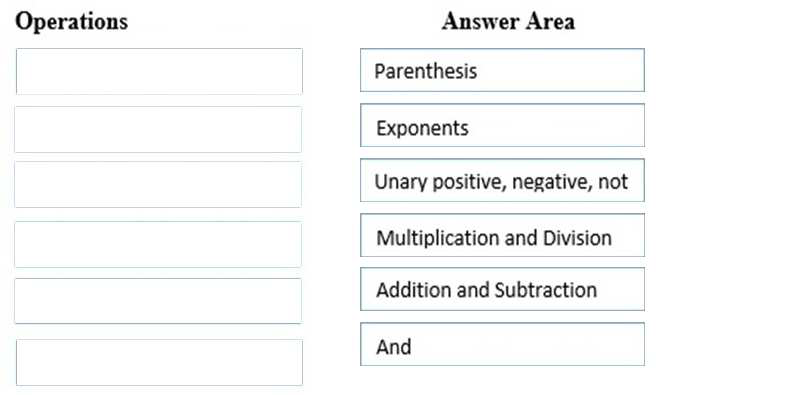 Operations
Answer Area
Parenthesis
Exponents
Unary positive, negative, not
Multiplication and Division
Addition and Subtraction
And